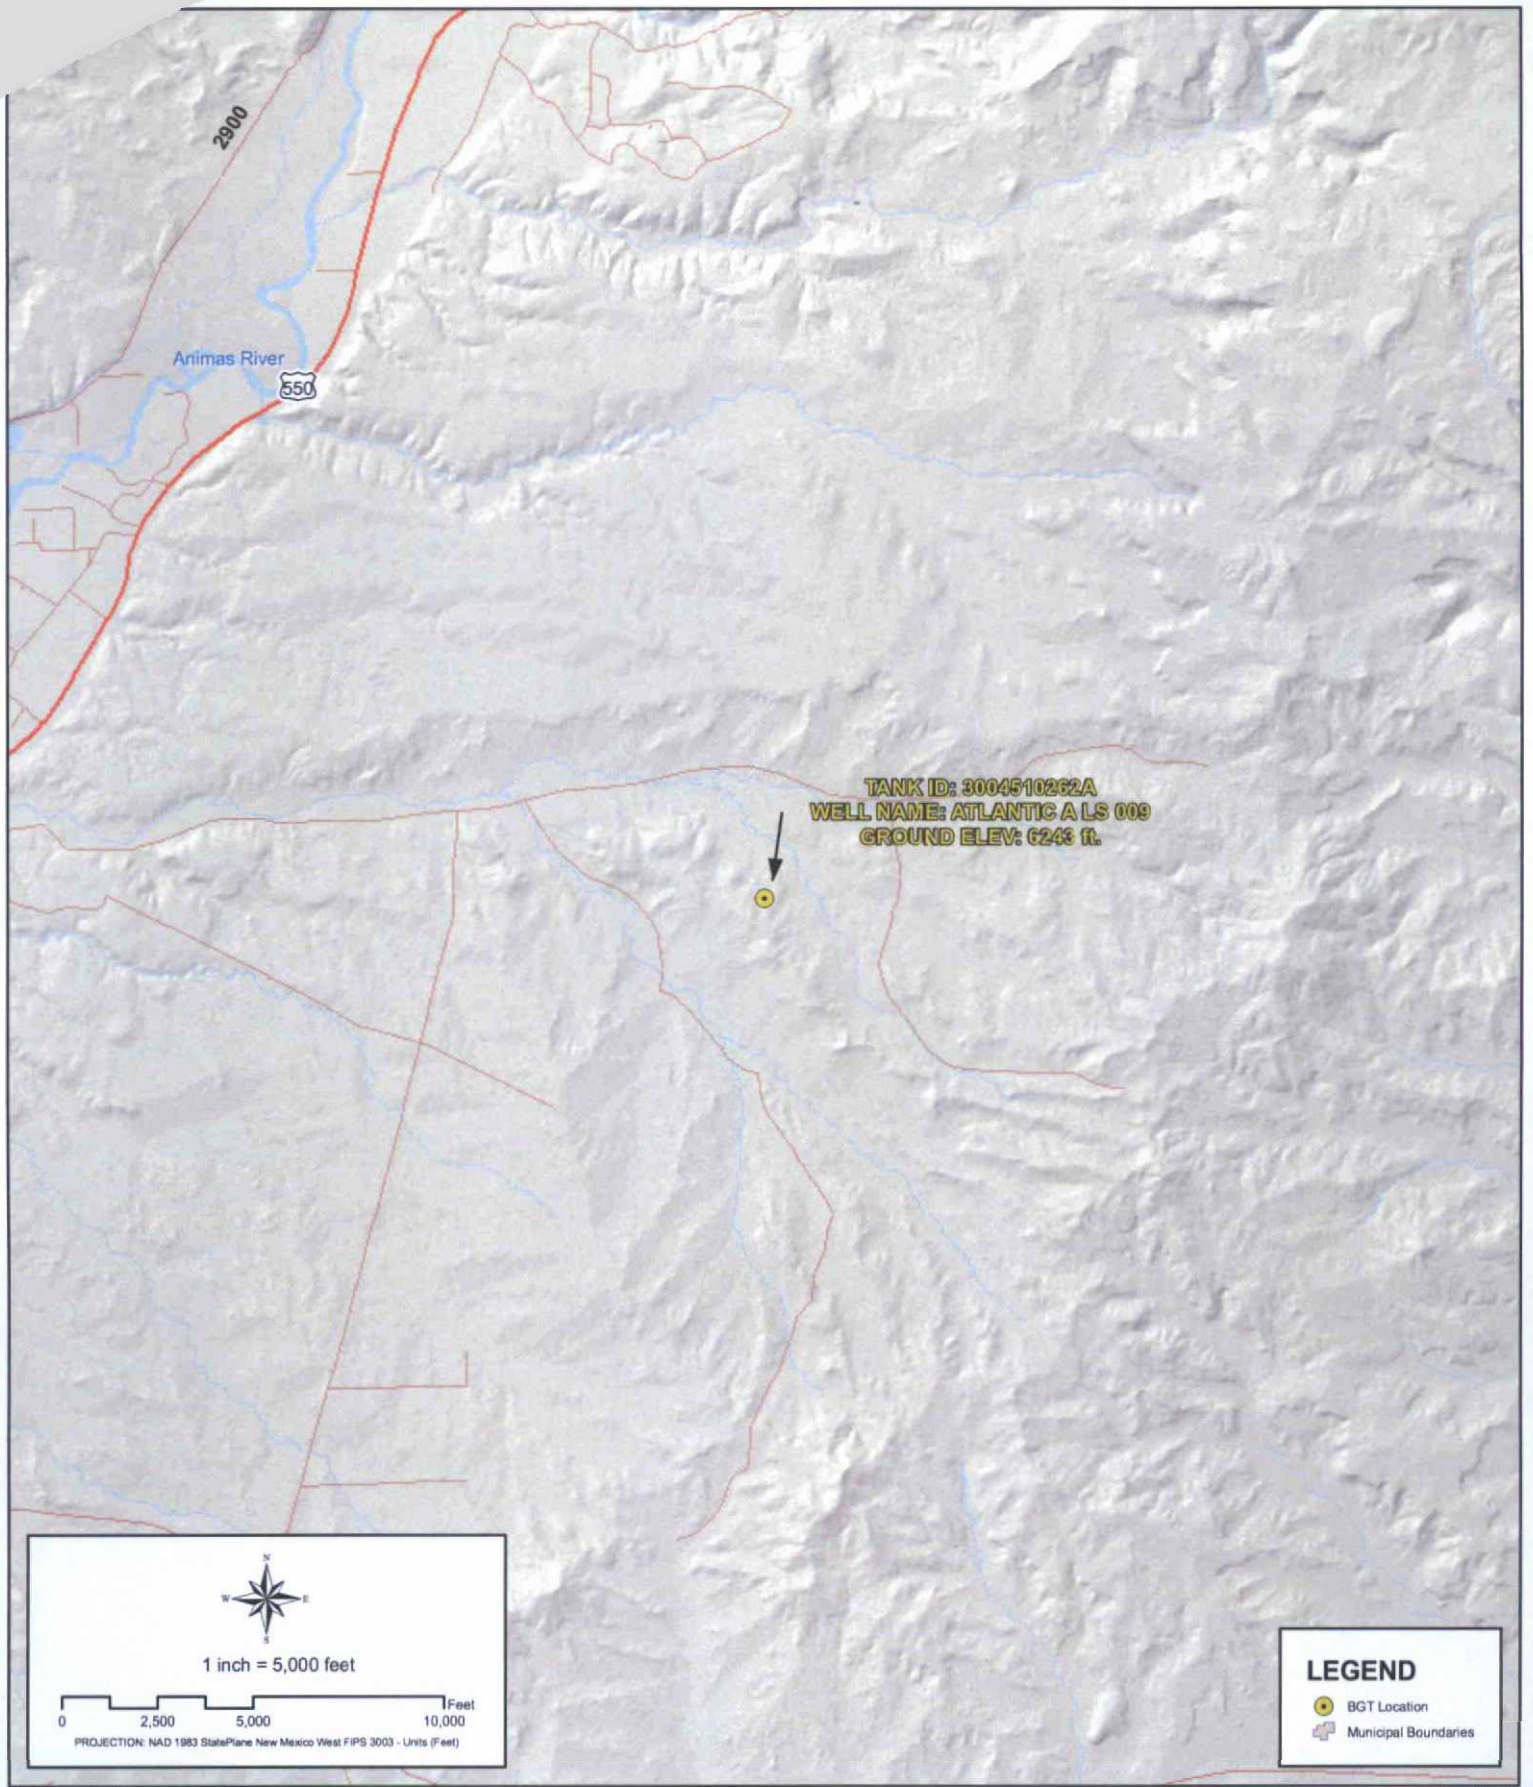 2900
Animas River
550
TANK ID: 3004510262A
WELL NAME: ATLANTIC A LS 009
GROUND ELEV: 6243 ft.
N
W E
S
1 inch = 5,000 feet
Feet
0 2,500 5,000 10,000
PROJECTION: NAD 1983 StatePlane New Mexico West FIPS 3003 - Units (Feet)
LEGEND
BGT Location
Municipal Boundaries